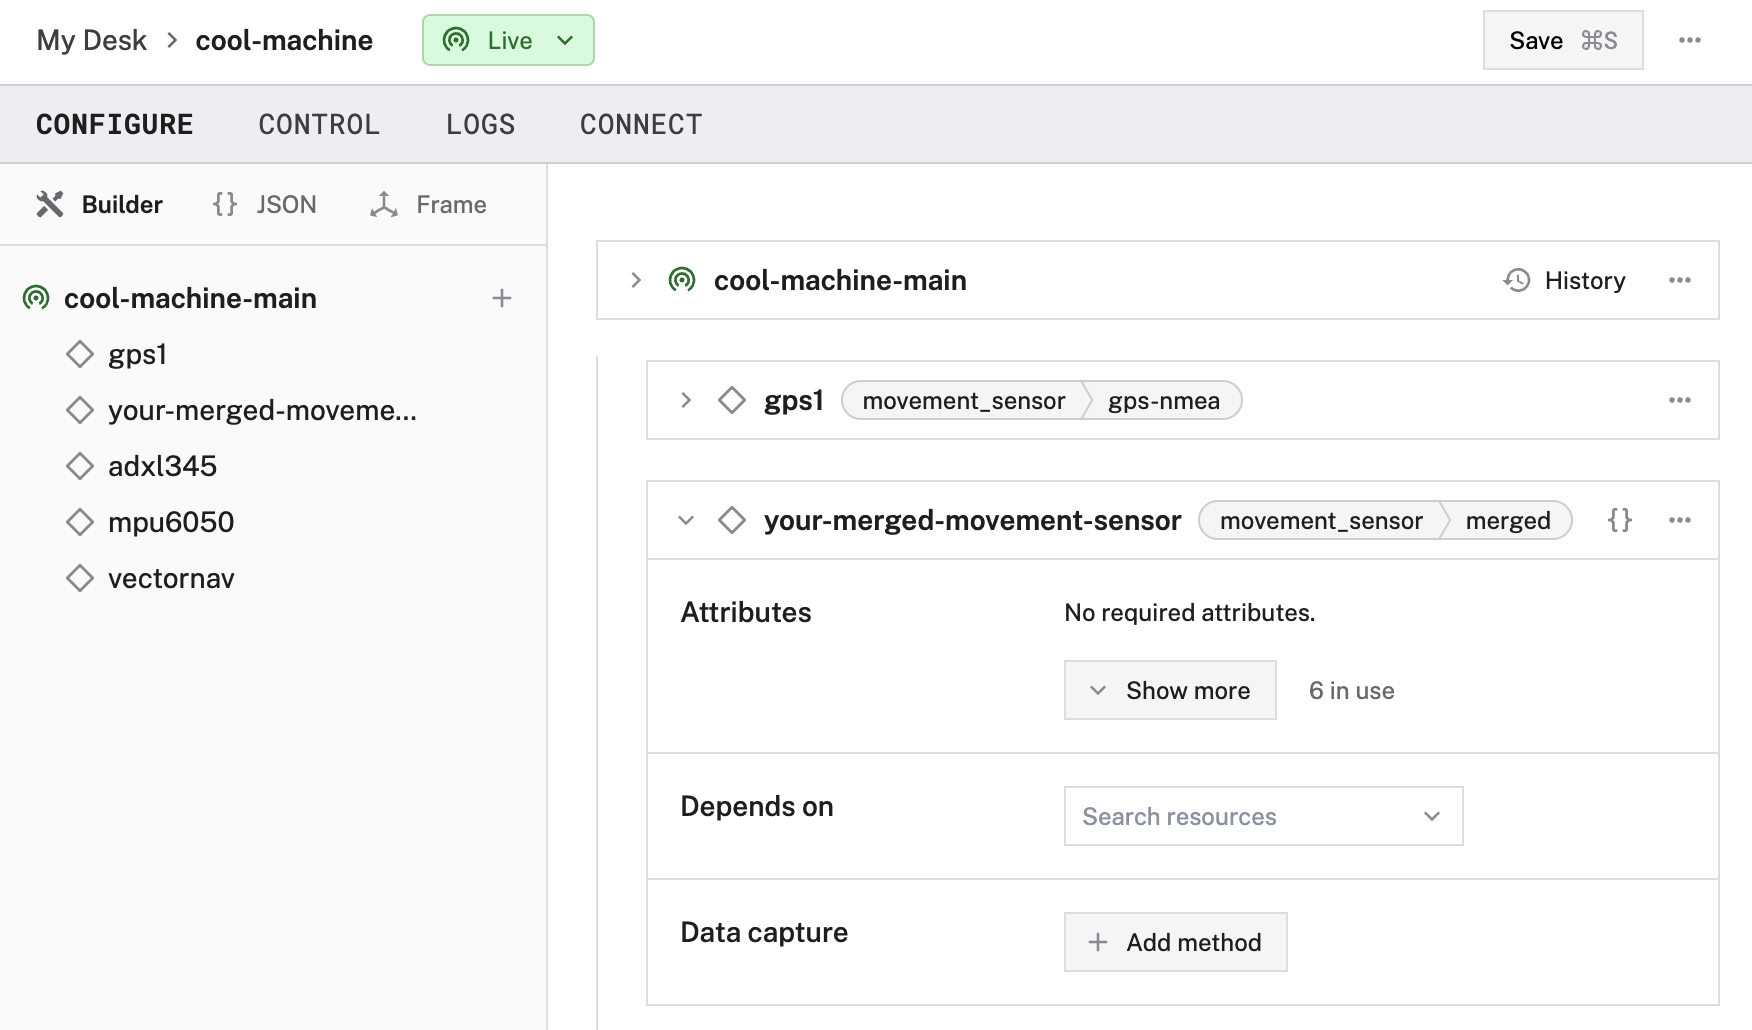 My Desk > cool-machine Live Save ⌘S ···
CONFIGURE CONTROL LOGS CONNECT
Builder {} JSON Frame
cool-machine-main +
gps1
your-merged-moveme...
adxl345
mpu6050
vectornav
cool-machine-main History ···
gps1 movement_sensor gps-nmea ···
your-merged-movement-sensor movement_sensor merged {} ···
Attributes No required attributes.
Show more 6 in use
Depends on Search resources
Data capture + Add method